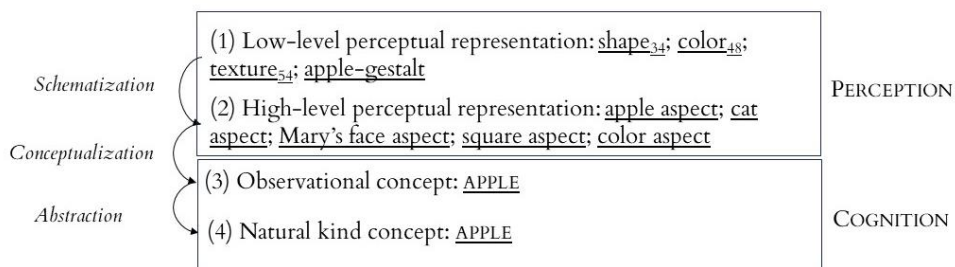 (1) Low-level perceptual representation: shape34; color48;
texture54; apple-gestalt
Schematization
PERCEPTION
(2) High-level perceptual representation: apple aspect; cat
aspect; Mary's face aspect; square aspect; color aspect
Conceptualization
(3) Observational concept: APPLE
Abstraction
COGNITION
(4) Natural kind concept: APPLE